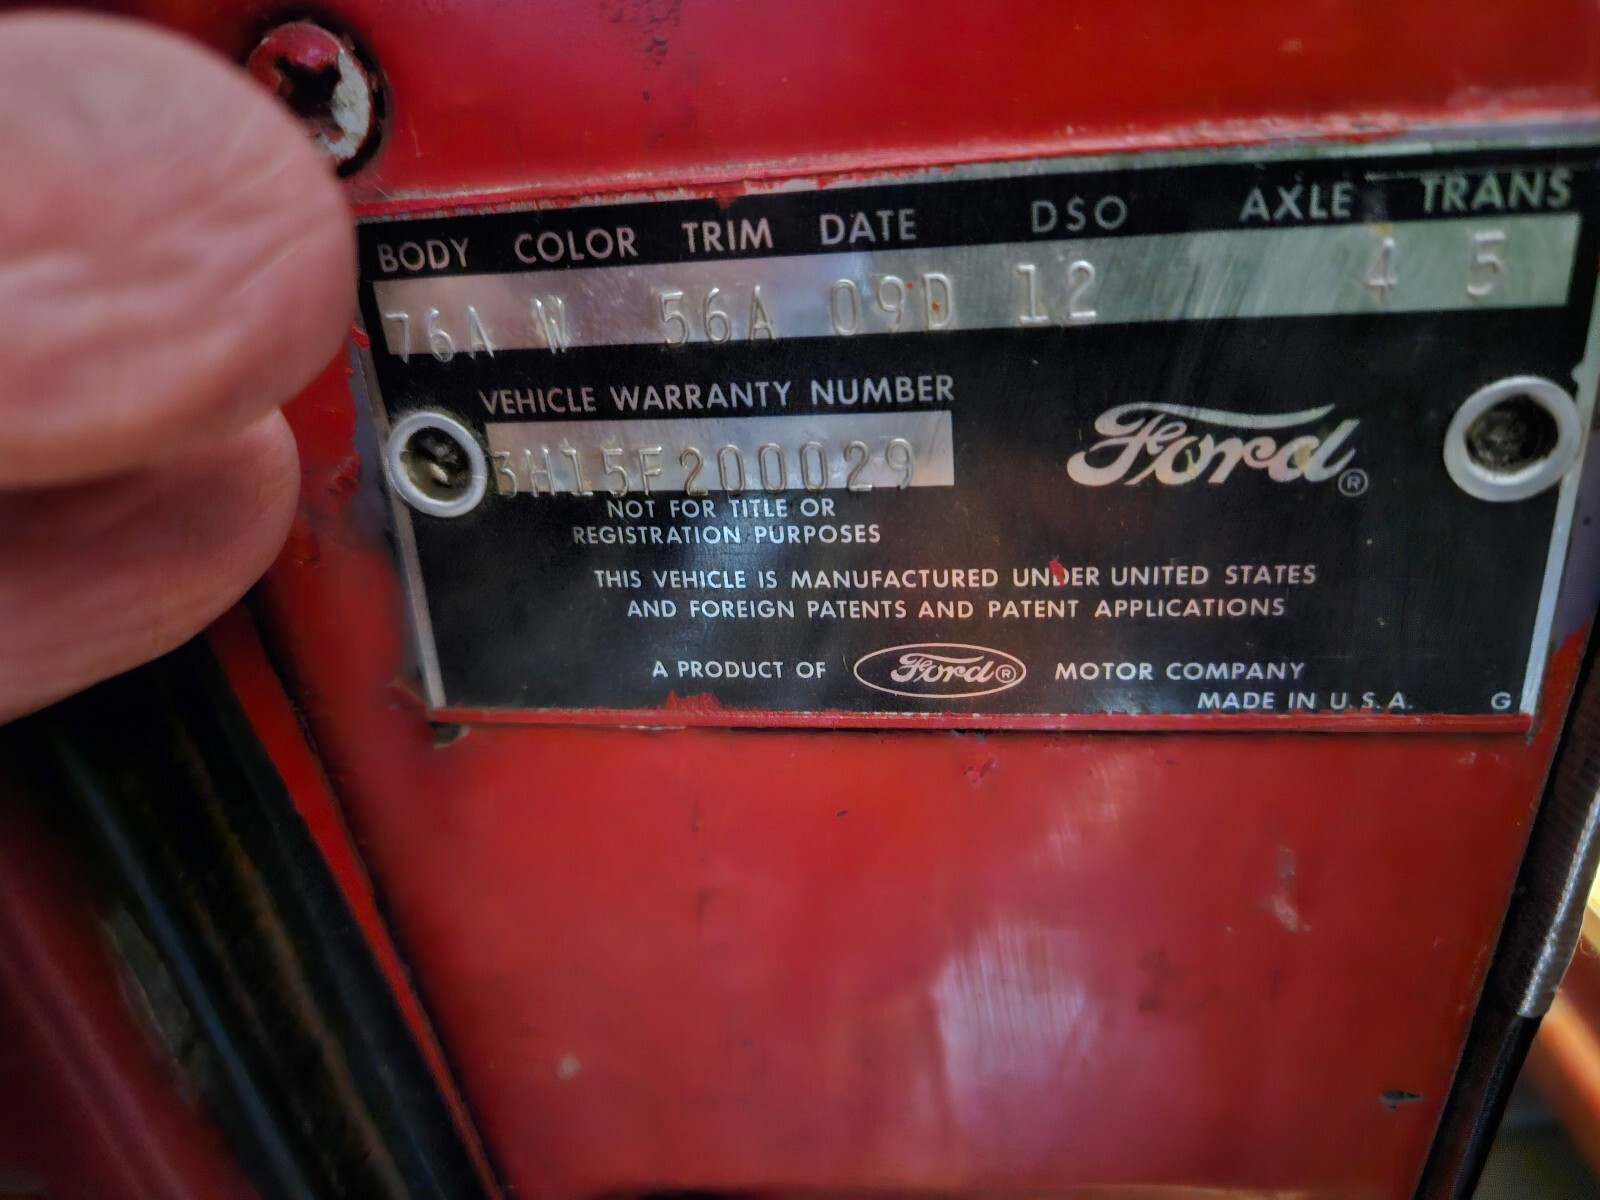 BODY COLOR TRIM DATE DSO AXLE TRANS
76A W 56A 09D 12 4 5
VEHICLE WARRANTY NUMBER
3H15F200029
Ford®
NOT FOR TITLE OR
REGISTRATION PURPOSES
THIS VEHICLE IS MANUFACTURED UNDER UNITED STATES
AND FOREIGN PATENTS AND PATENT APPLICATIONS
A PRODUCT OF Ford® MOTOR COMPANY
MADE IN U.S.A. G